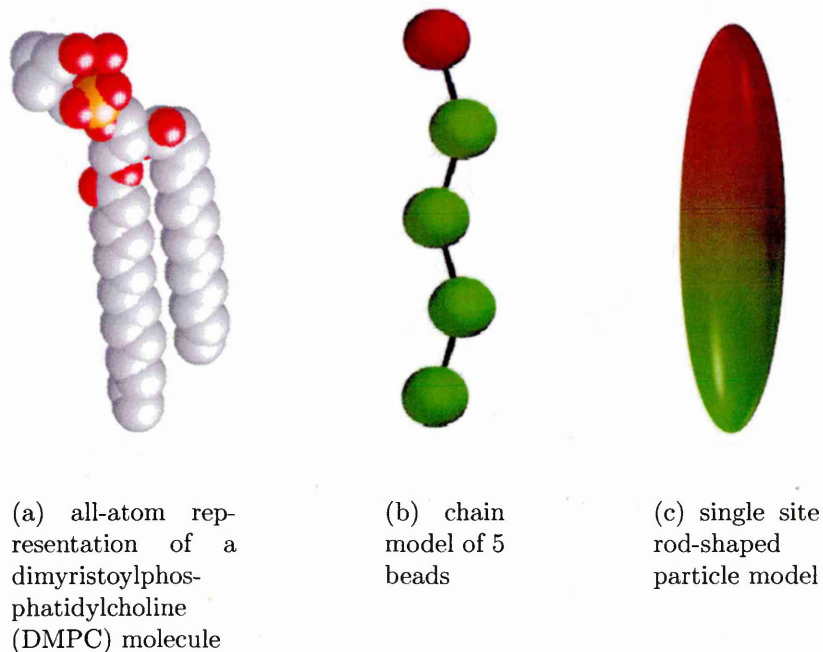 (a) all-atom rep-
resentation of a
dimyristoylphos-
phatidylcholine
(DMPC) molecule
(b) chain
model of 5
beads
(c) single site
rod-shaped
particle model